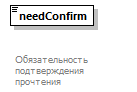 needConfirm
Обязательность
подтверждения
прочтения